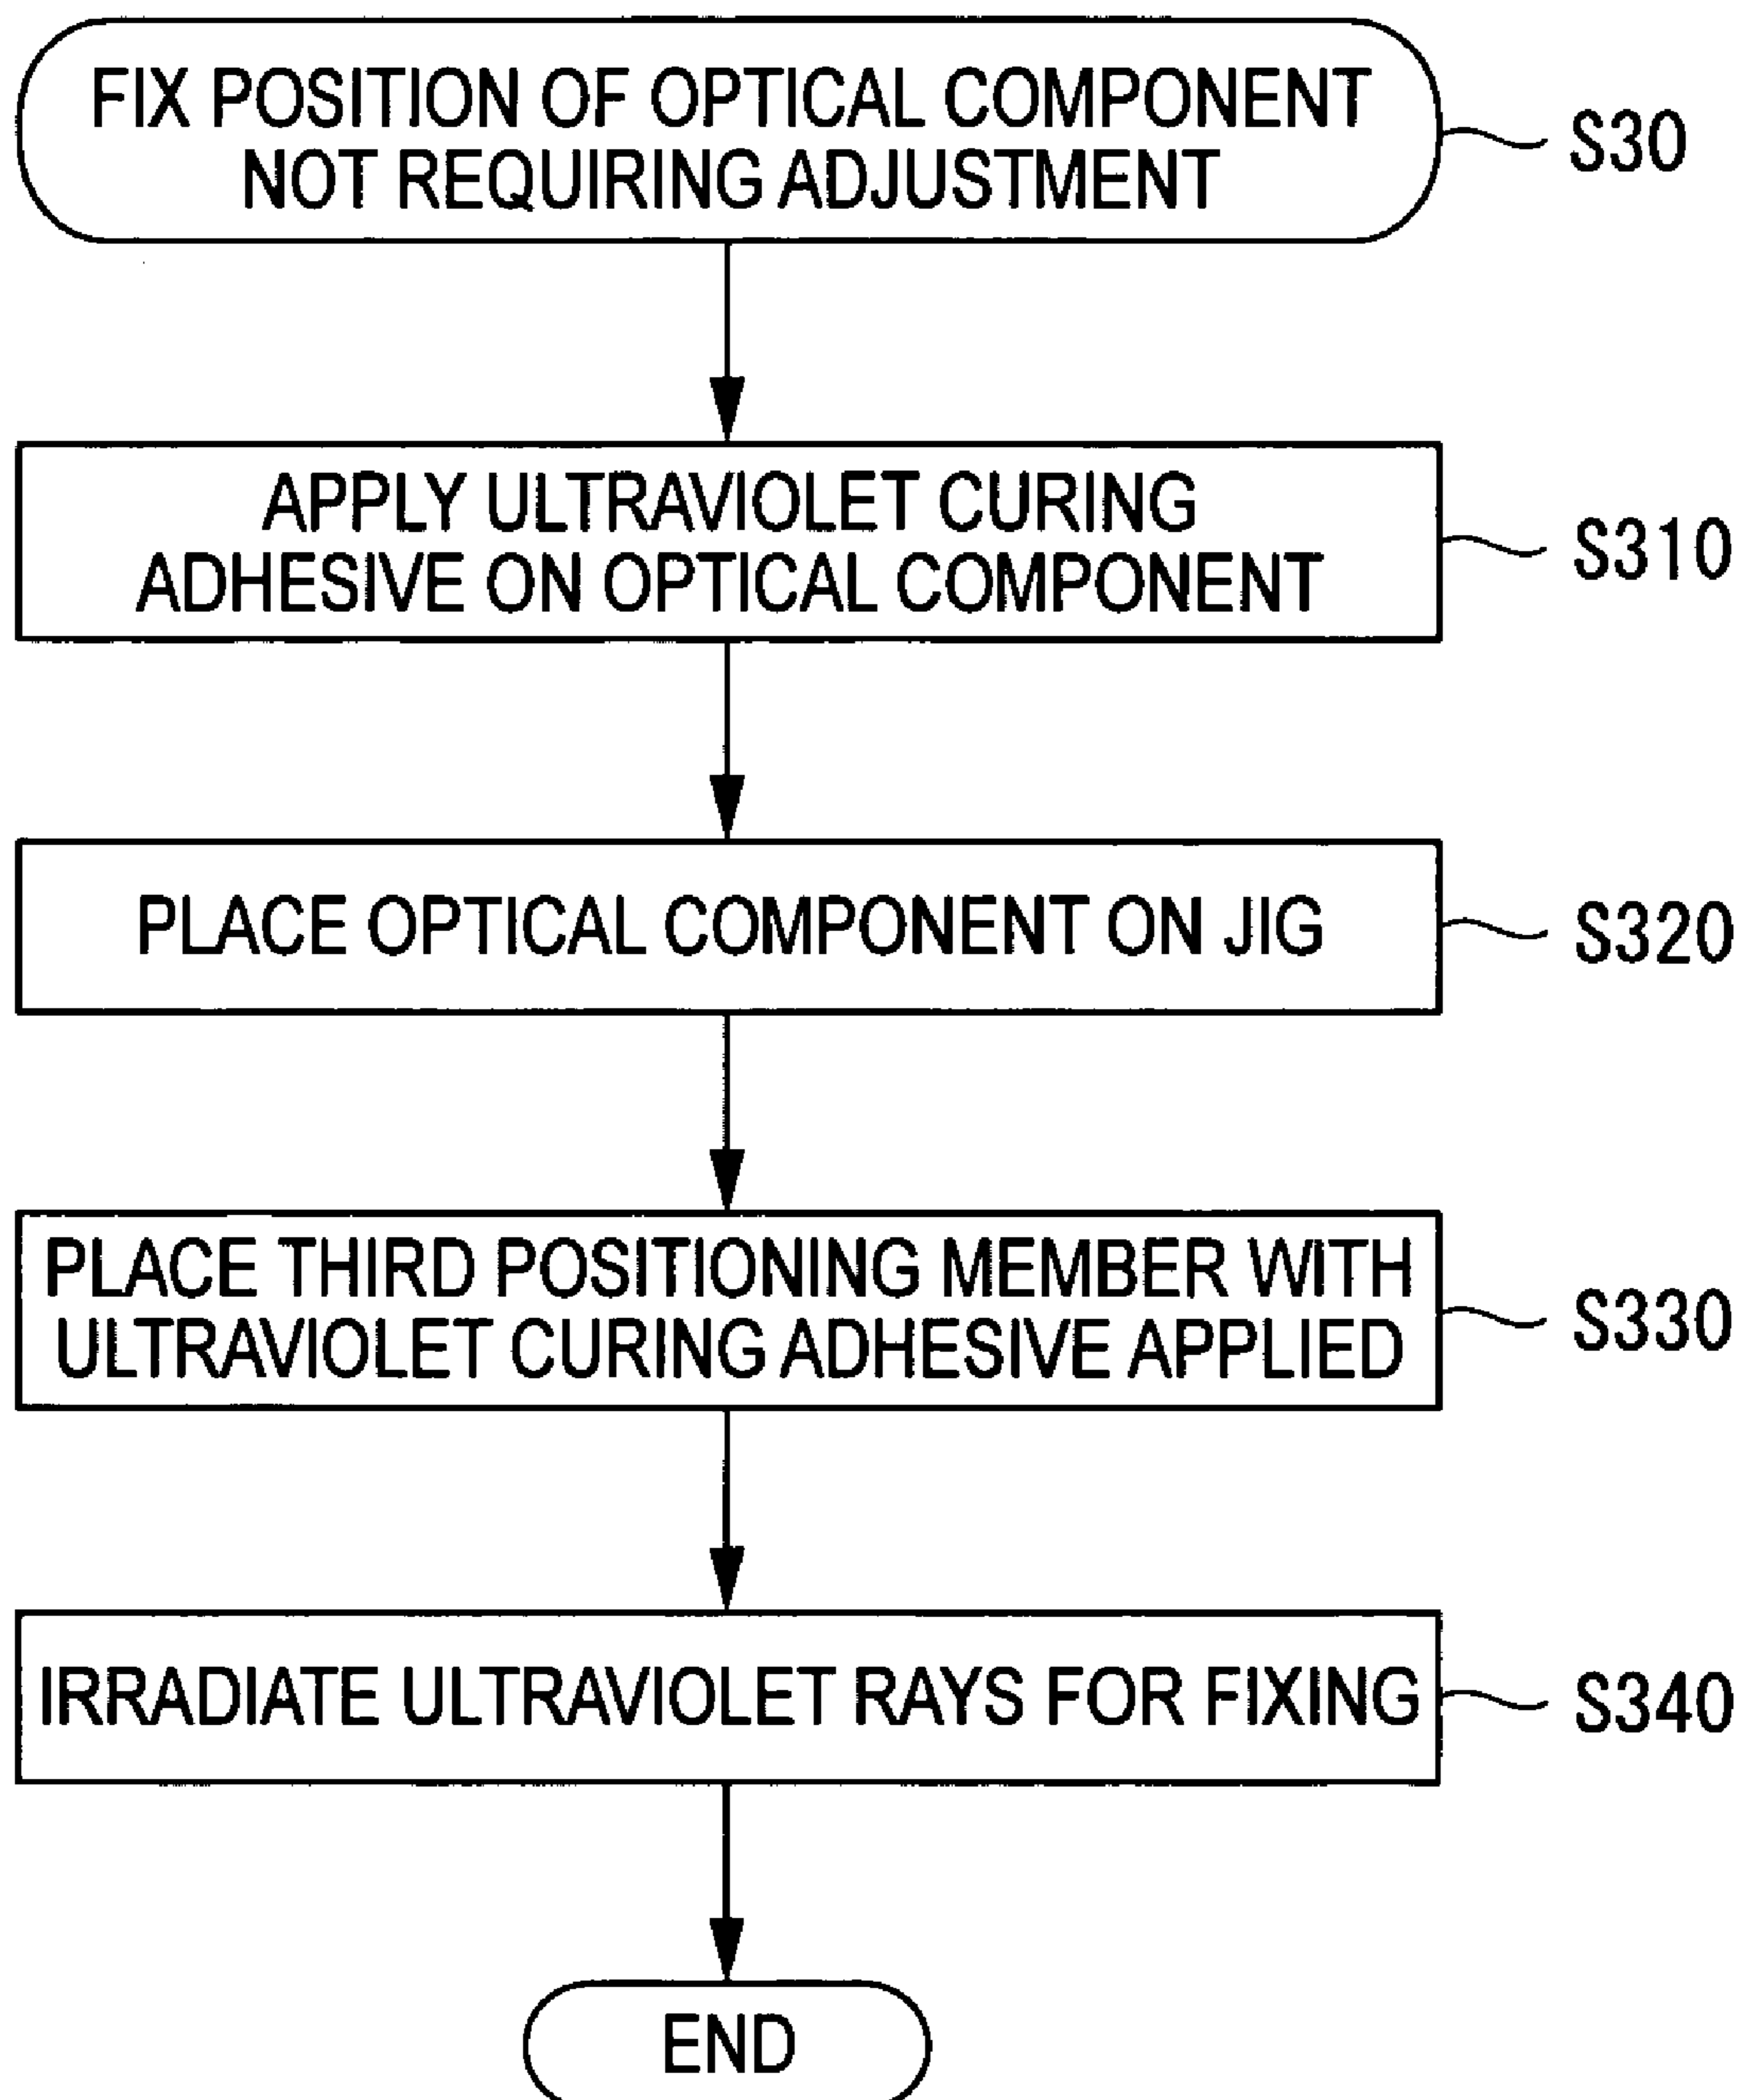 FIX POSITION OF OPTICAL COMPONENT
NOT REQUIRING ADJUSTMENT
S30
APPLY ULTRAVIOLET CURING
ADHESIVE ON OPTICAL COMPONENT
S310
PLACE OPTICAL COMPONENT ON JIG
S320
PLACE THIRD POSITIONING MEMBER WITH
ULTRAVIOLET CURING ADHESIVE APPLIED
S330
IRRADIATE ULTRAVIOLET RAYS FOR FIXING
S340
END